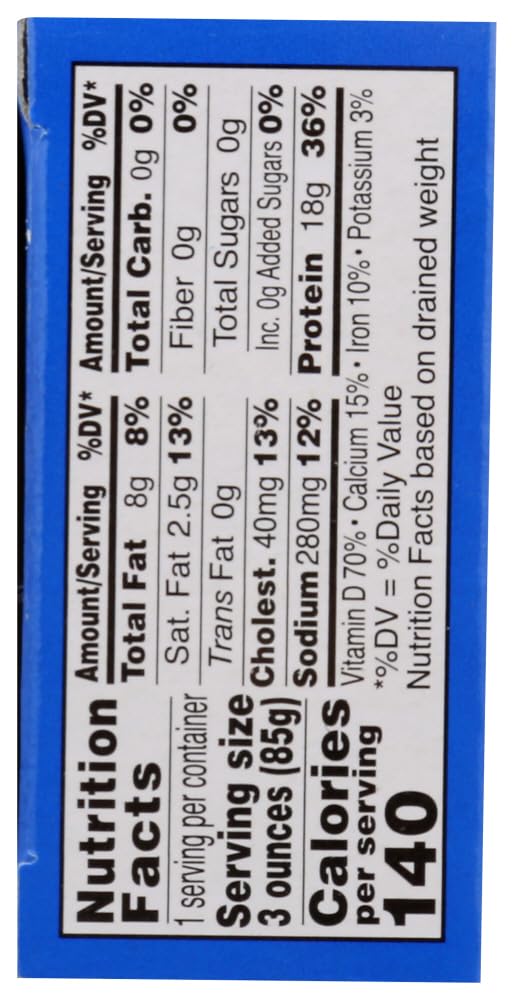 Nutrition
Facts
1 serving per container
Serving size
3 ounces (85g)
Calories
per serving
140
Amount/Serving %DV*
Total Fat 8g 8%
Sat. Fat 2.5g 13%
Trans Fat 0g
Cholest. 40mg 13%
Sodium 280mg 12%
Amount/Serving %DV*
Total Carb. 0g 0%
Fiber 0g 0%
Total Sugars 0g
Inc. 0g Added Sugars 0%
Protein 18g 36%
Vitamin D 70% • Calcium 15% • Iron 10% • Potassium 3%
*%DV = %Daily Value
Nutrition Facts based on drained weight